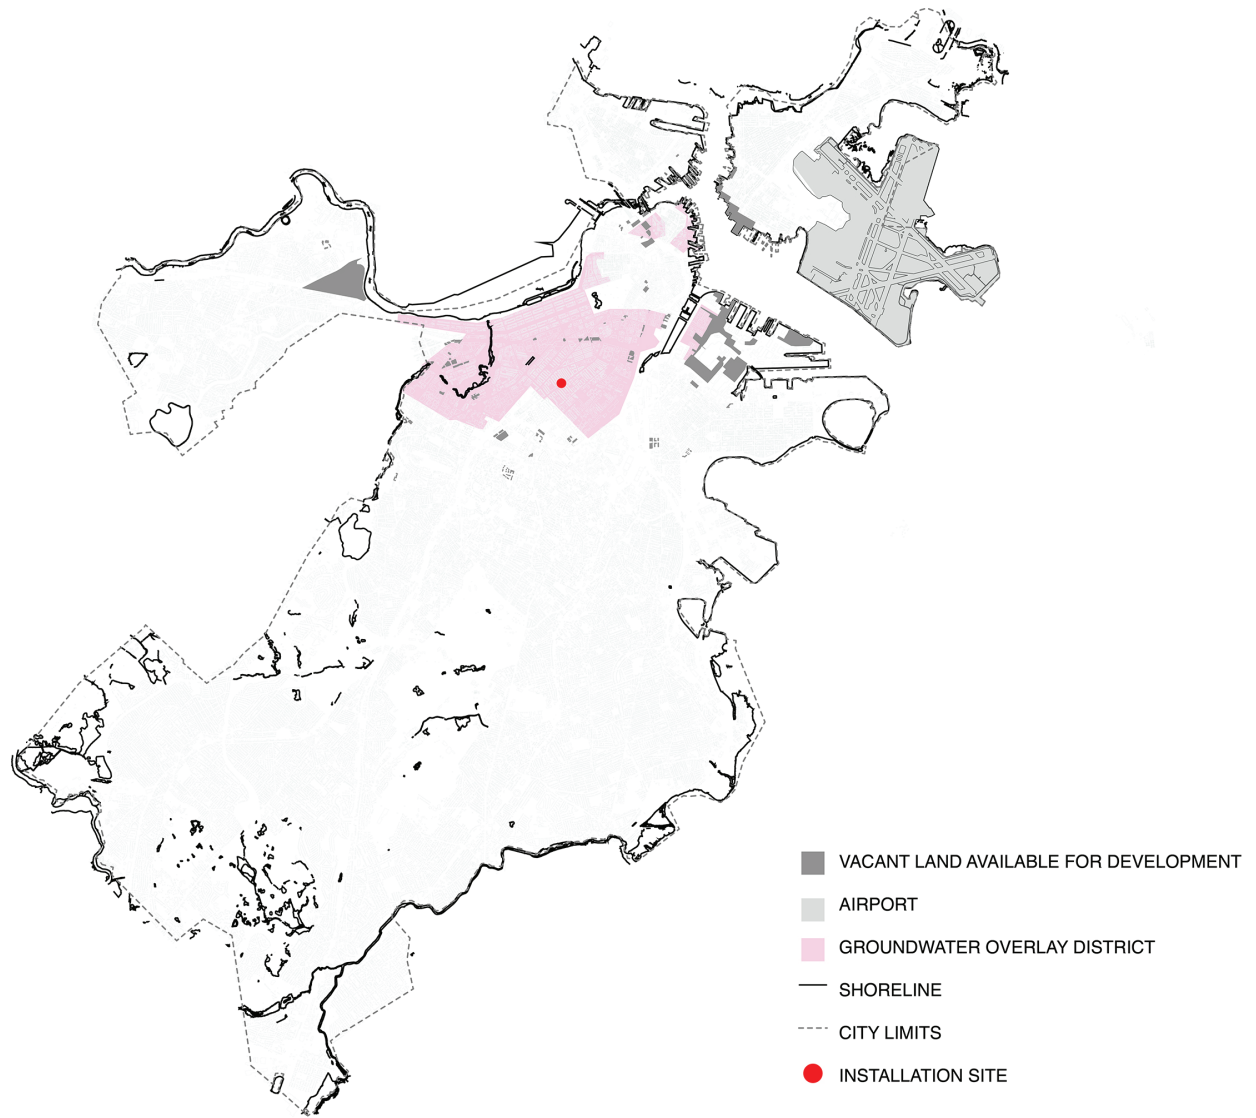 VACANT LAND AVAILABLE FOR DEVELOPMENT
AIRPORT
GROUNDWATER OVERLAY DISTRICT
SHORELINE
CITY LIMITS
INSTALLATION SITE